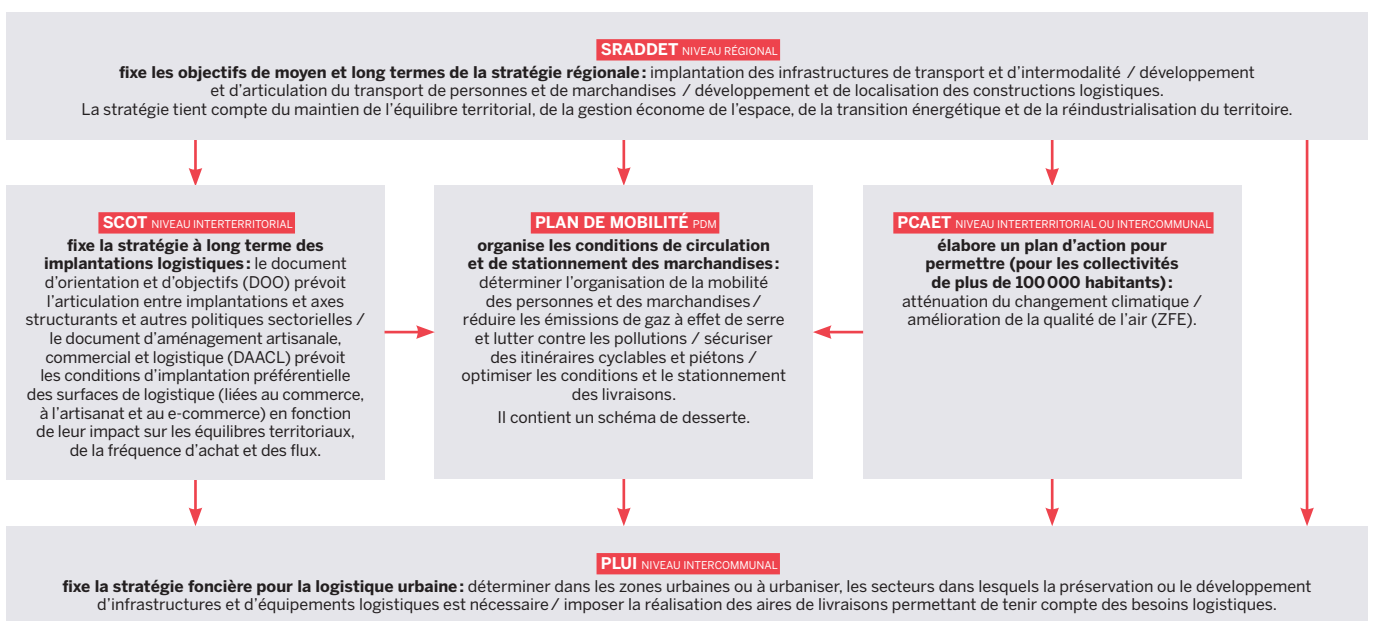 SRADDET NIVEAU RÉGIONAL
fixe les objectifs de moyen et long termes de la stratégie régionale : implantation des infrastructures de transport et d'intermodalité / développement
et d'articulation du transport de personnes et de marchandises / développement et de localisation des constructions logistiques.
La stratégie tient compte du maintien de l'équilibre territorial, de la gestion économe de l'espace, de la transition énergétique et de la réindustrialisation du territoire.
SCOT NIVEAU INTERTERRITORIAL
fixe la stratégie à long terme des
implantations logistiques : le document
d'orientation et d'objectifs (DOO) prévoit
l'articulation entre implantations et axes
structurants et autres politiques sectorielles /
le document d'aménagement artisanale,
commercial et logistique (DAACL) prévoit
les conditions d'implantation préférentielle
des surfaces de logistique (liées au commerce,
à l'artisanat et au e-commerce) en fonction
de leur impact sur les équilibres territoriaux,
de la fréquence d'achat et des flux.
PLAN DE MOBILITÉ PDM
organise les conditions de circulation
et de stationnement des marchandises :
déterminer l'organisation de la mobilité
des personnes et des marchandises /
réduire les émissions de gaz à effet de serre
et lutter contre les pollutions / sécuriser
des itinéraires cyclables et piétons /
optimiser les conditions et le stationnement
des livraisons.
Il contient un schéma de desserte.
PCAET NIVEAU INTERTERRITORIAL OU INTERCOMMUNAL
élabore un plan d'action pour
permettre (pour les collectivités
de plus de 100 000 habitants) :
atténuation du changement climatique /
amélioration de la qualité de l'air (ZFE).
PLUI NIVEAU INTERCOMMUNAL
fixe la stratégie foncière pour la logistique urbaine : déterminer dans les zones urbaines ou à urbaniser, les secteurs dans lesquels la préservation ou le développement
d'infrastructures et d'équipements logistiques est nécessaire / imposer la réalisation des aires de livraisons permettant de tenir compte des besoins logistiques.